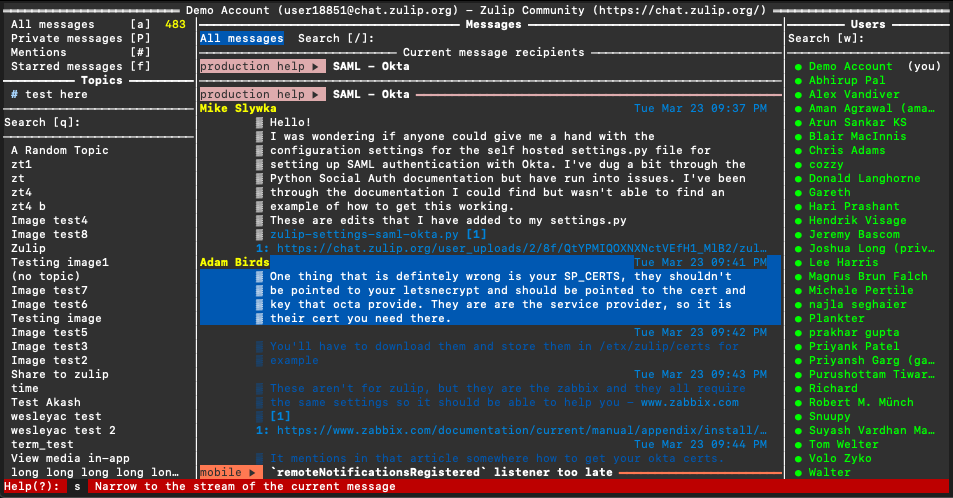 Demo Account (user18851@chat.zulip.org) - Zulip Community (https://chat.zulip.org/)
All messages [a] 483
Private messages [P]
Mentions [#]
Starred messages [f]
Topics
# test here
Search [q]:
A Random Topic
zt1
zt
zt4
zt4 b
Image test4
Image test8
Zulip
Testing image1
(no topic)
Image test7
Image test6
Testing image
Image test5
Image test3
Image test2
Share to zulip
time
Test Akash
wesleyac test
wesleyac test 2
term_test
View media in-app
long long long long lon…
Messages
All messages Search [/]:
Current message recipients
production help ▶ SAML - Okta
production help ▶ SAML - Okta
Mike Slywka Tue Mar 23 09:37 PM
Hello!
I was wondering if anyone could give me a hand with the
configuration settings for the self hosted settings.py file for
setting up SAML authentication with Okta. I've dug a bit through the
Python Social Auth documentation but have run into issues. I've been
through the documentation I could find but wasn't able to find an
example of how to get this working.
These are edits that I have added to my settings.py
zulip-settings-saml-okta.py [1]
1: https://chat.zulip.org/user_uploads/2/8f/QtYPMIQOXNXNctVEfH1_MlB2/zul…
Adam Birds Tue Mar 23 09:41 PM
One thing that is defintely wrong is your SP_CERTS, they shouldn't
be pointed to your letsnecrypt and should be pointed to the cert and
key that octa provide. They are are the service provider, so it is
their cert you need there.
Tue Mar 23 09:42 PM
You'll have to download them and store them in /etx/zulip/certs for
example
Tue Mar 23 09:43 PM
These aren't for zulip, but they are the zabbix and they all require
the same settings so it should be able to help you - www.zabbix.com
[1]
1: https://www.zabbix.com/documentation/current/manual/appendix/install/…
Tue Mar 23 09:44 PM
It mentions in that article somewhere how to get your okta certs.
mobile ▶ `remoteNotificationsRegistered` listener too late
Users
Search [w]:
Demo Account (you)
Abhirup Pal
Alex Vandiver
Aman Agrawal (ama…
Arun Sankar KS
Blair MacInnis
Chris Adams
cozzy
Donald Langhorne
Gareth
Hari Prashant
Hendrik Visage
Jeremy Bascom
Joshua Long (priv…
Lee Harris
Magnus Brun Falch
Michele Pertile
najla seghaier
Plankter
prakhar gupta
Priyank Patel
Priyansh Garg (ga…
Purushottam Tiwar…
Richard
Robert M. Münch
Snuupy
Suyash Vardhan Ma…
Tom Welter
Volo Zyko
Walter
Help(?): s Narrow to the stream of the current message